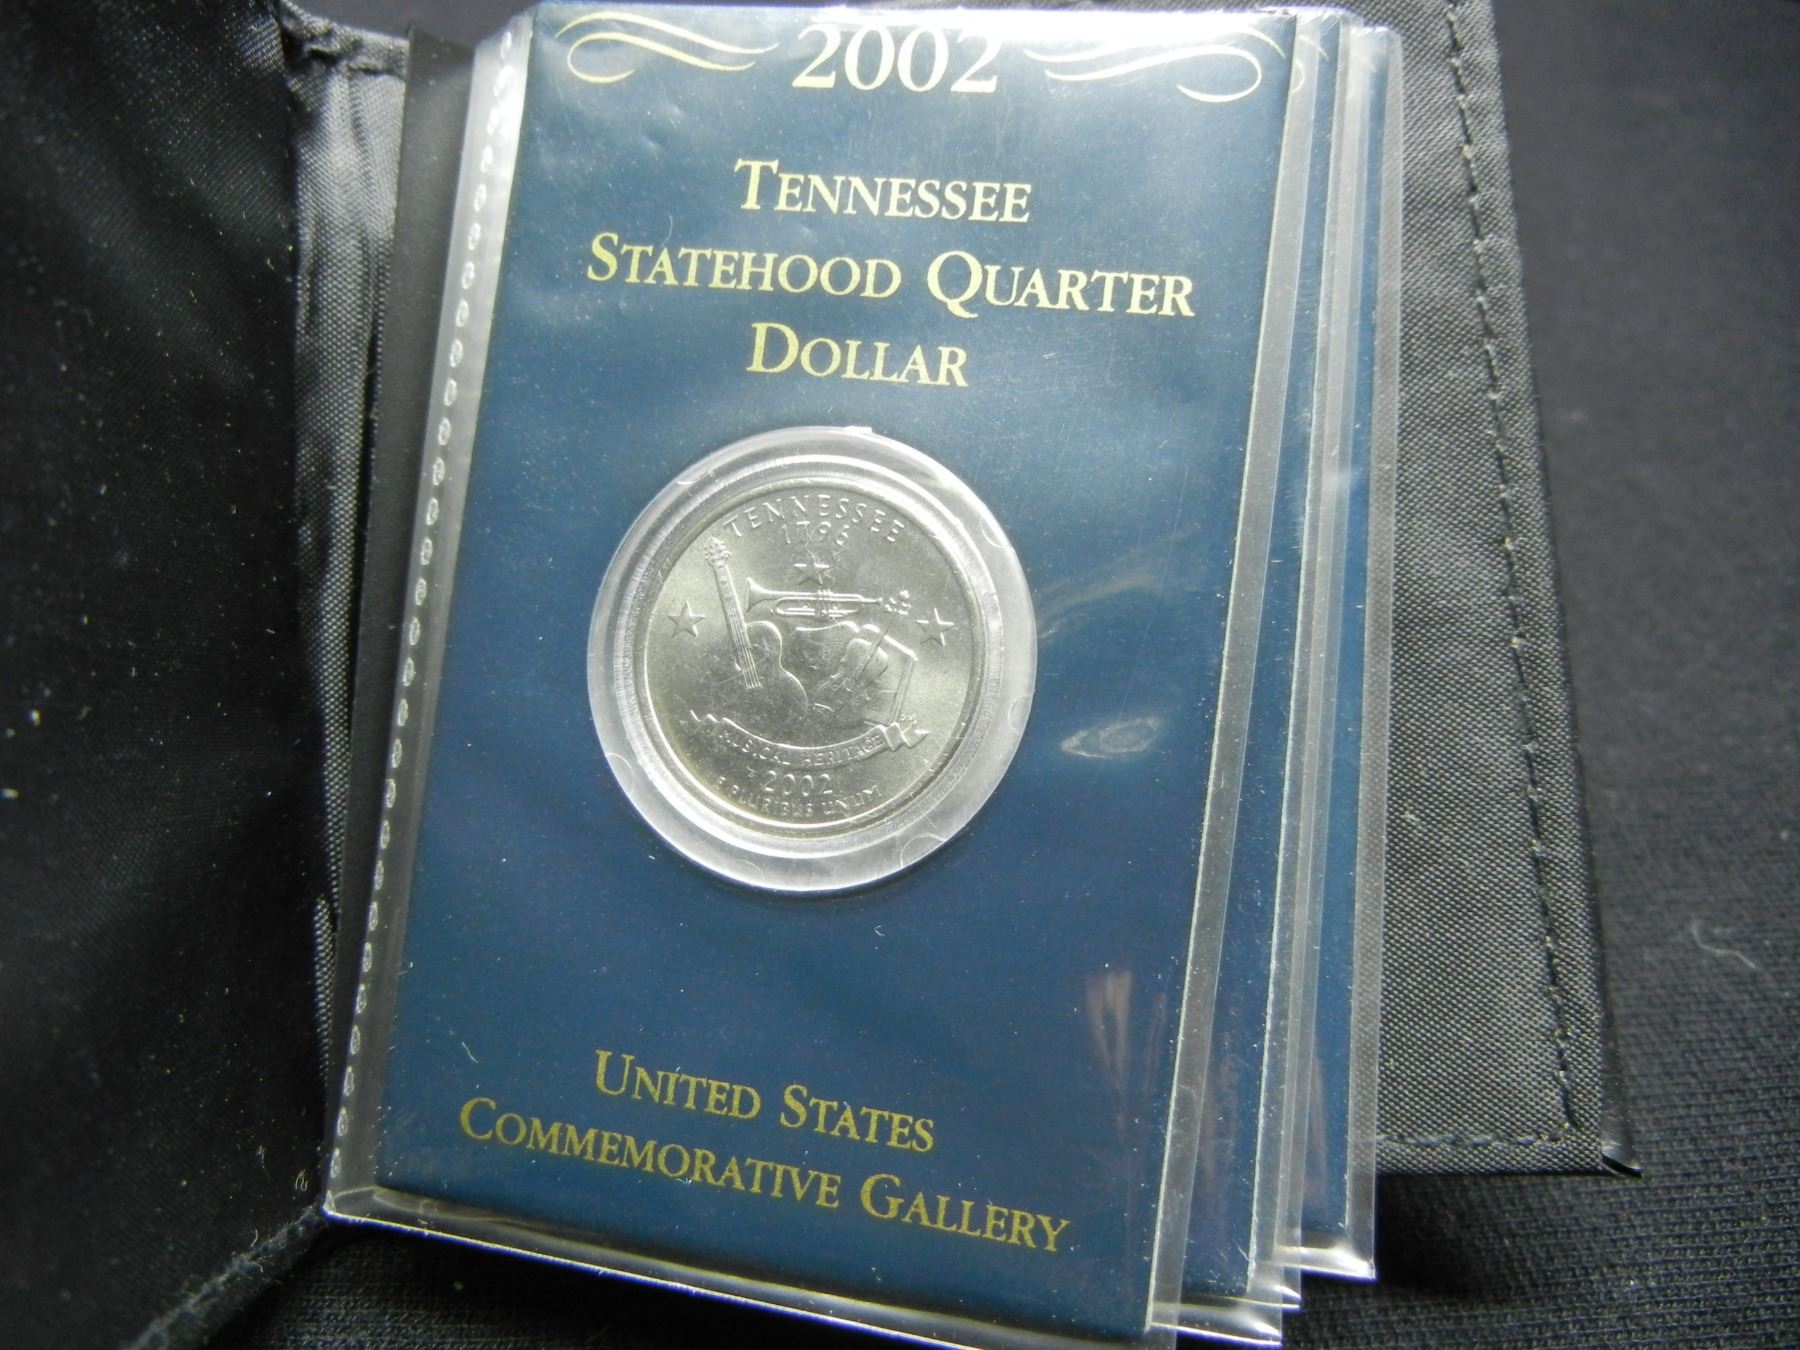 2002
TENNESSEE
STATEHOOD QUARTER
DOLLAR
TENNESSEE
1796
MUSICAL HERITAGE
2002
E PLURIBUS UNUM
UNITED STATES
COMMEMORATIVE GALLERY